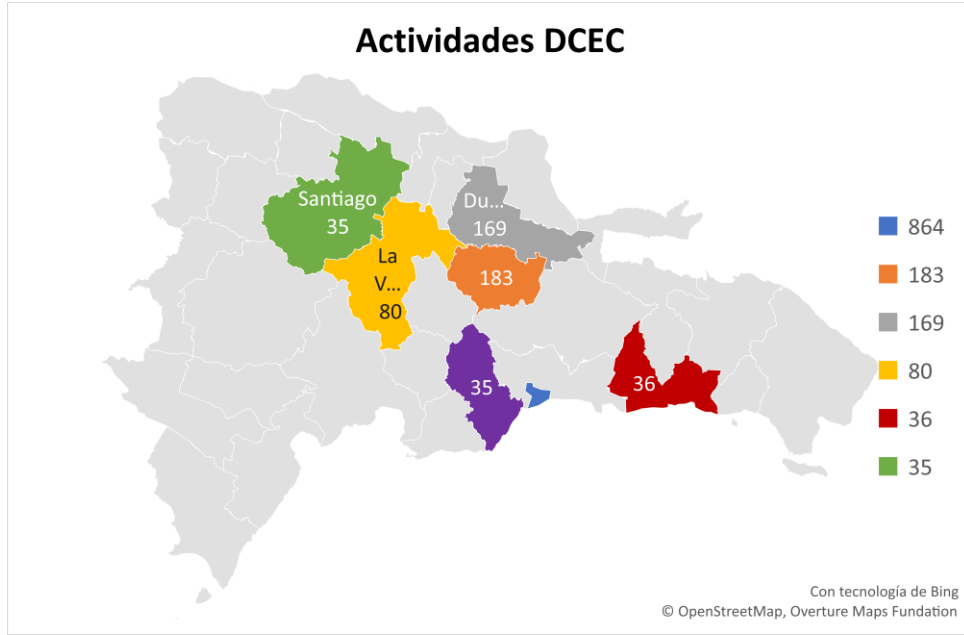 Actividades DCEC
Santiago
35
Du...
169
La
V...
80
183
35
36
864
183
169
80
36
35
Con tecnología de Bing
© OpenStreetMap, Overture Maps Foundation